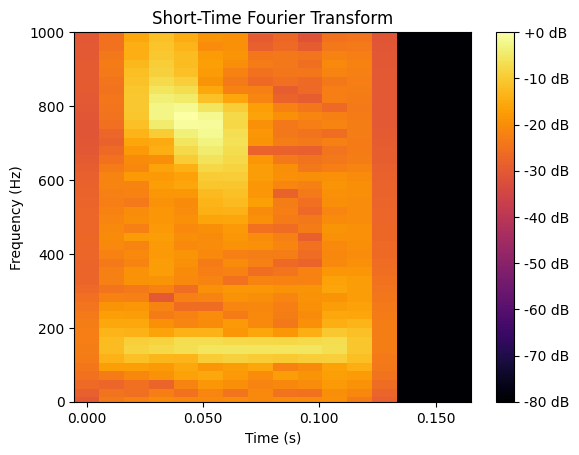 Short-Time Fourier Transform
1000
800
600
400
200
0
Frequency (Hz)
0.000
0.050
0.100
0.150
Time (s)
+0 dB
-10 dB
-20 dB
-30 dB
-40 dB
-50 dB
-60 dB
-70 dB
-80 dB